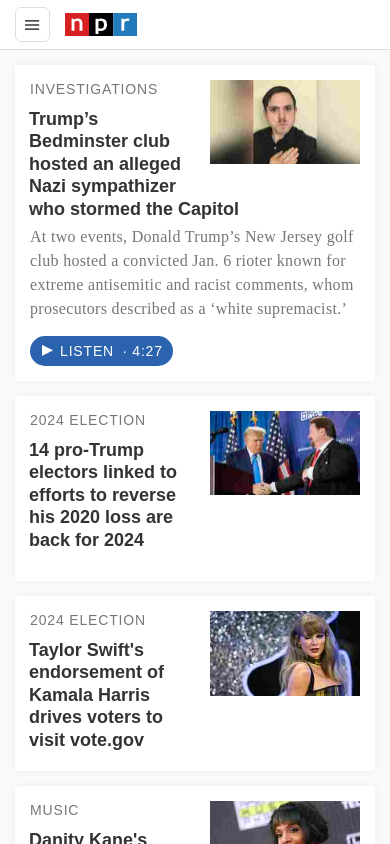 npr
INVESTIGATIONS
Trump’s
Bedminster club
hosted an alleged
Nazi sympathizer
who stormed the Capitol
At two events, Donald Trump’s New Jersey golf
club hosted a convicted Jan. 6 rioter known for
extreme antisemitic and racist comments, whom
prosecutors described as a ‘white supremacist.’
LISTEN · 4:27
2024 ELECTION
14 pro-Trump
electors linked to
efforts to reverse
his 2020 loss are
back for 2024
2024 ELECTION
Taylor Swift's
endorsement of
Kamala Harris
drives voters to
visit vote.gov
MUSIC
Danity Kane's